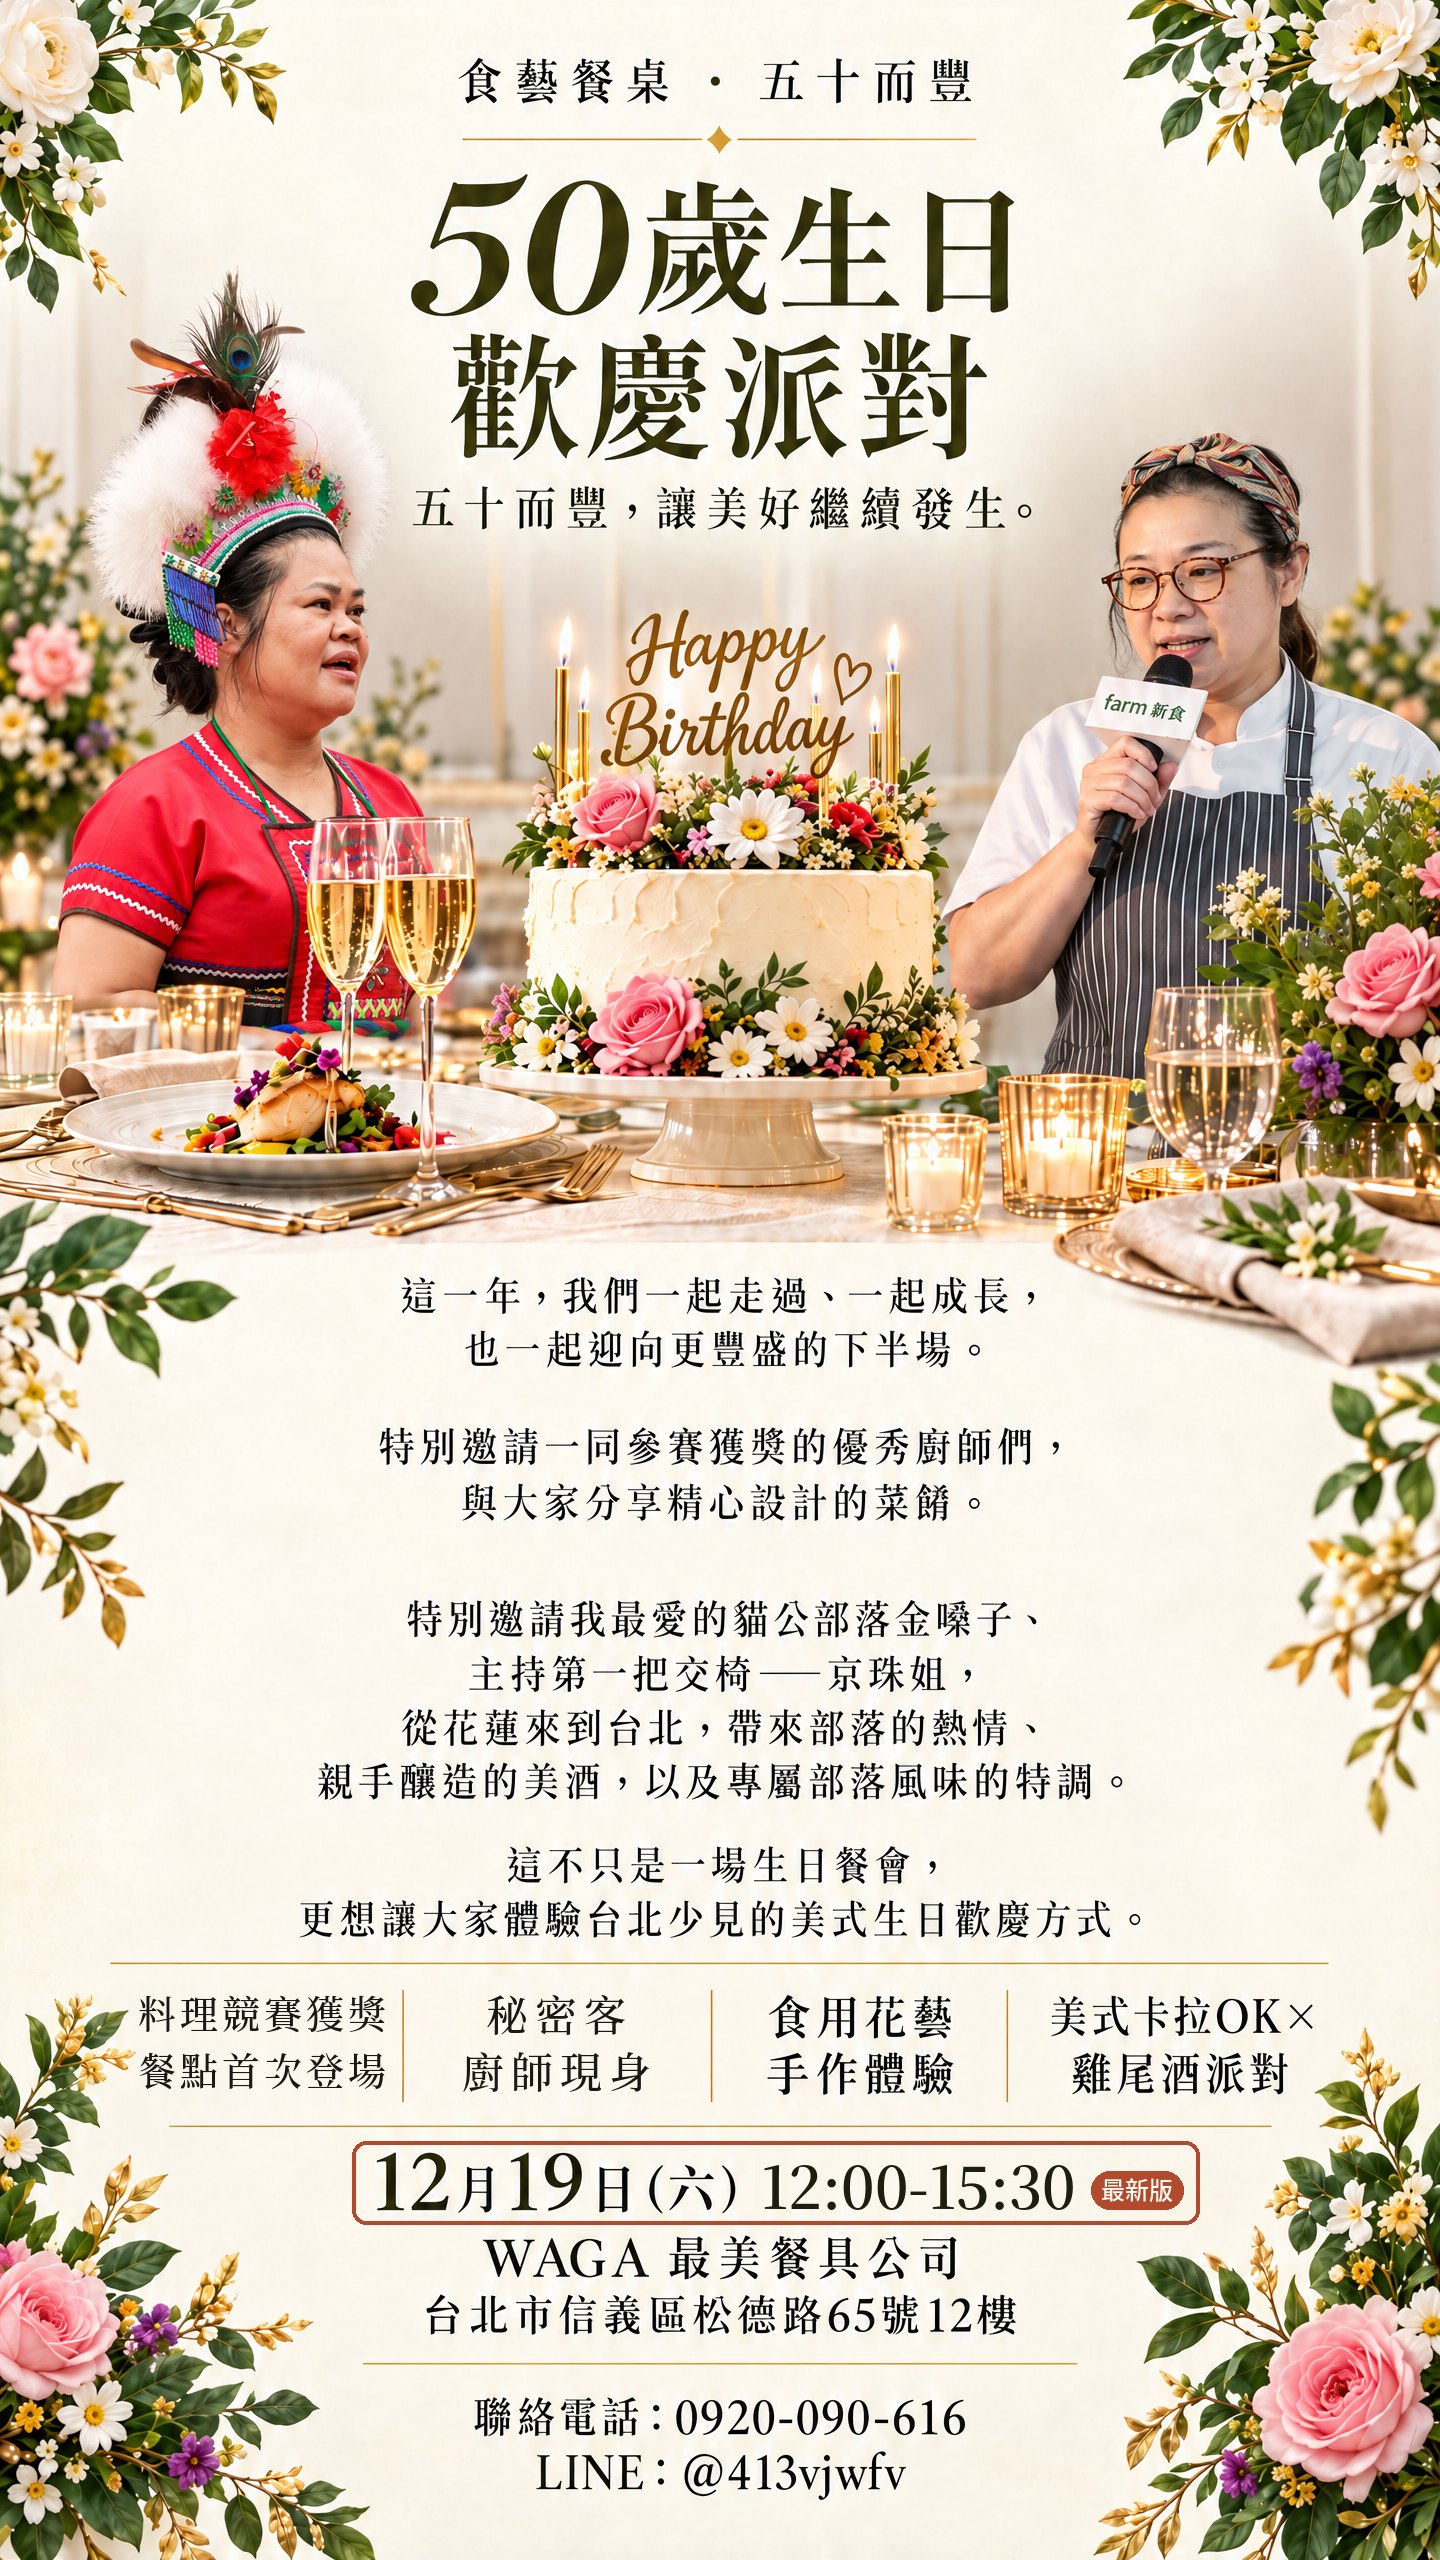 食藝餐桌・五十而豐
50歲生日
歡慶派對
五十而豐，讓美好繼續發生。
Happy
Birthday
farm 新食
這一年，我們一起走過、一起成長，
也一起迎向更豐盛的下半場。
特別邀請一同參賽獲獎的優秀廚師們，
與大家分享精心設計的菜餚。
特別邀請我最愛的貓公部落金嗓子、
主持第一把交椅——京珠姐，
從花蓮來到台北，帶來部落的熱情、
親手釀造的美酒，以及專屬部落風味的特調。
這不只是一場生日餐會，
更想讓大家體驗台北少見的美式生日歡慶方式。
料理競賽獲獎
餐點首次登場
秘密客
廚師現身
食用花藝
手作體驗
美式卡拉OK×
雞尾酒派對
12月19日(六) 12:00-15:30 最新版
WAGA 最美餐具公司
台北市信義區松德路65號12樓
聯絡電話：0920-090-616
LINE：@413vjwfv